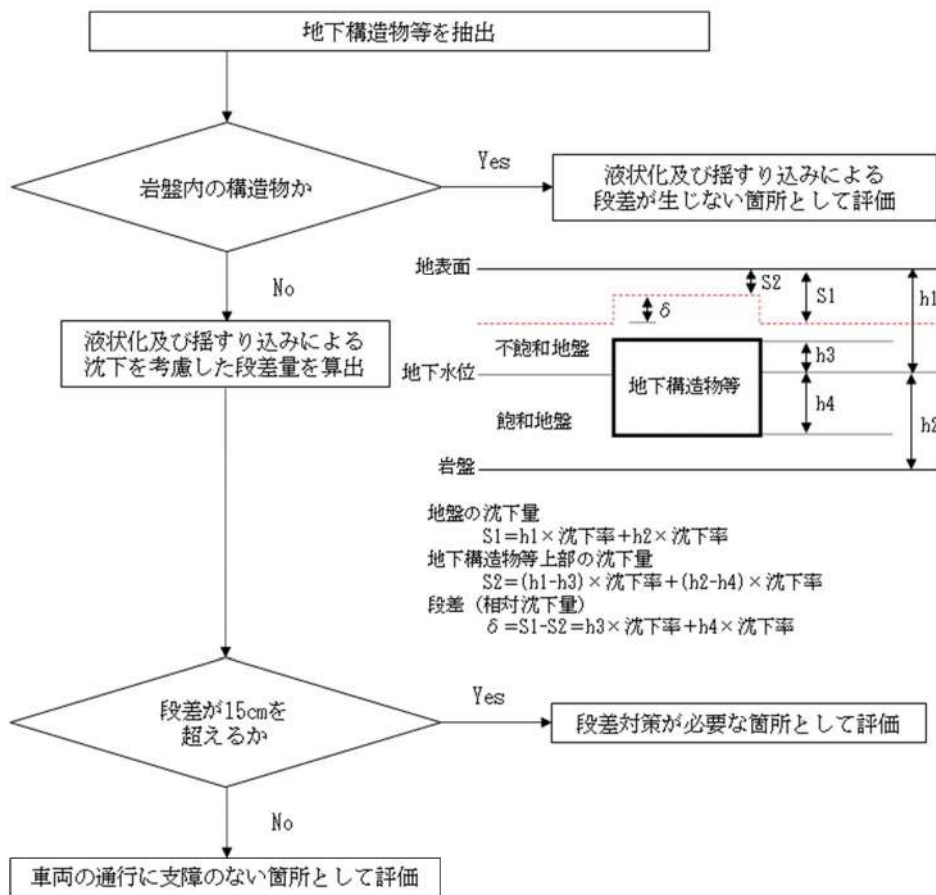 地下構造物等を抽出
岩盤内の構造物か
Yes
液状化及び揺すり込みによる
段差が生じない箇所として評価
No
液状化及び揺すり込みによる
沈下を考慮した段差量を算出
地表面
S2
S1
h1
δ
不飽和地盤
h3
地下水位
地下構造物等
h4
飽和地盤
h2
岩盤
地盤の沈下量
S1=h1×沈下率+h2×沈下率
地下構造物等上部の沈下量
S2=(h1-h3)×沈下率+(h2-h4)×沈下率
段差（相対沈下量）
δ=S1-S2=h3×沈下率+h4×沈下率
段差が15cmを
超えるか
Yes
段差対策が必要な箇所として評価
No
車両の通行に支障のない箇所として評価